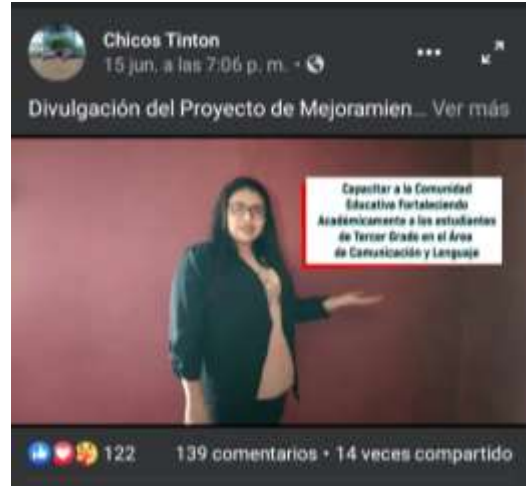 Chicos Tinton
15 jun. a las 7:06 p. m. •
Divulgación del Proyecto de Mejoramien... Ver más
Capacitar a la Comunidad
Educativa Fortaleciendo
Académicamente a los estudiantes
de Tercer Grado en el Área
de Comunicación y Lenguaje
122 139 comentarios • 14 veces compartido